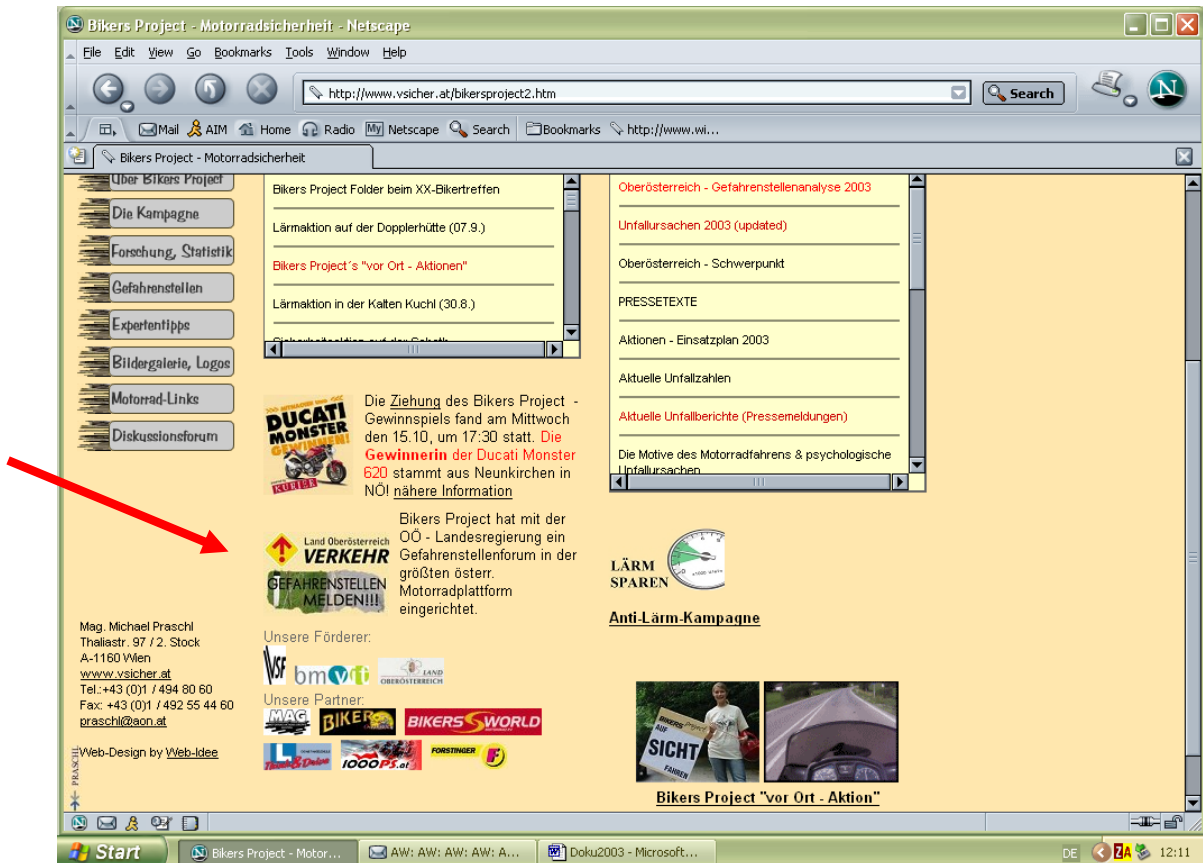 Bikers Project - Motorradsicherheit - Netscape
File Edit View Go Bookmarks Tools Window Help
http://www.vsicher.at/bikersproject2.htm
Search
N
Mail AIM Home Radio My Netscape Search Bookmarks http://www.wi...
Bikers Project - Motorradsicherheit
Über Bikers Project
Die Kampagne
Forschung, Statistik
Gefahrenstellen
Expertentipps
Bildergalerie, Logos
Motorrad-Links
Diskussionsforum
Mag. Michael Praschl
Thaliastr. 97 / 2. Stock
A-1160 Wien
www.vsicher.at
Tel.:+43 (0)1 / 494 80 60
Fax: +43 (0)1 / 492 55 44 60
praschl@aon.at
Web-Design by Web-Idee
PRASCHL
Bikers Project Folder beim XX-Bikertreffen
Lärmaktion auf der Dopplerhütte (07.9.)
Bikers Project´s "vor Ort - Aktionen"
Lärmaktion in der Kalten Kuchl (30.8.)
DUCATI
MONSTER
GEWINNEN!
KURIER
Die Ziehung des Bikers Project -
Gewinnspiels fand am Mittwoch
den 15.10, um 17:30 statt. Die
Gewinnerin der Ducati Monster
620 stammt aus Neunkirchen in
NÖ! nähere Information
Land Oberösterreich
VERKEHR
GEFAHRENSTELLEN
MELDEN!!!
Bikers Project hat mit der
OÖ - Landesregierung ein
Gefahrenstellenforum in der
größten österr.
Motorradplattform
eingerichtet.
Unsere Förderer:
VSF
bmvit
LAND
OBERÖSTERREICH
Unsere Partner:
MAG
BIKER
BIKERS WORLD
L
Think & Drive
1000PS.at
FORSTINGER F
Oberösterreich - Gefahrenstellenanalyse 2003
Unfallursachen 2003 (updated)
Oberösterreich - Schwerpunkt
PRESSETEXTE
Aktionen - Einsatzplan 2003
Aktuelle Unfallzahlen
Aktuelle Unfallberichte (Pressemeldungen)
Die Motive des Motorradfahrens & psychologische
Unfallursachen
LÄRM
SPAREN
Anti-Lärm-Kampagne
BIKERS Project
AUF
SICHT
FAHREN
Bikers Project "vor Ort - Aktion"
Start
Bikers Project - Motor...
AW: AW: AW: AW: A...
Doku2003 - Microsoft...
DE
ZA
12:11